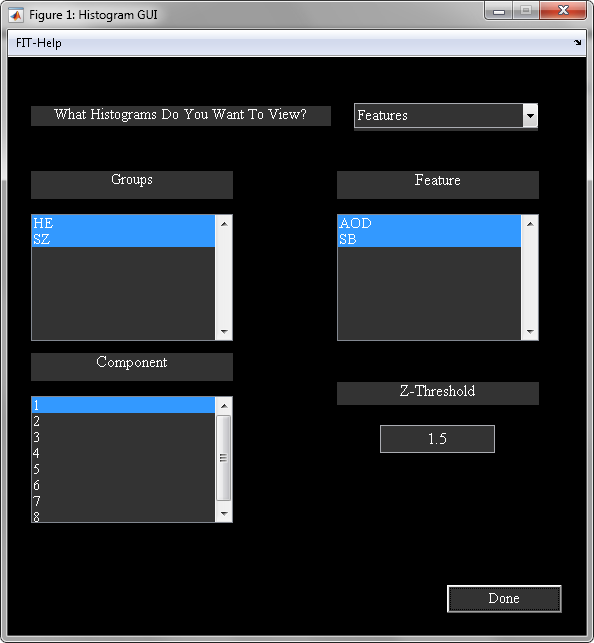 Figure 1: Histogram GUI
FIT-Help
What Histograms Do You Want To View?
Features
Groups
Feature
HE
SZ
AOD
SB
Component
1
2
3
4
5
6
7
8
Z-Threshold
1.5
Done